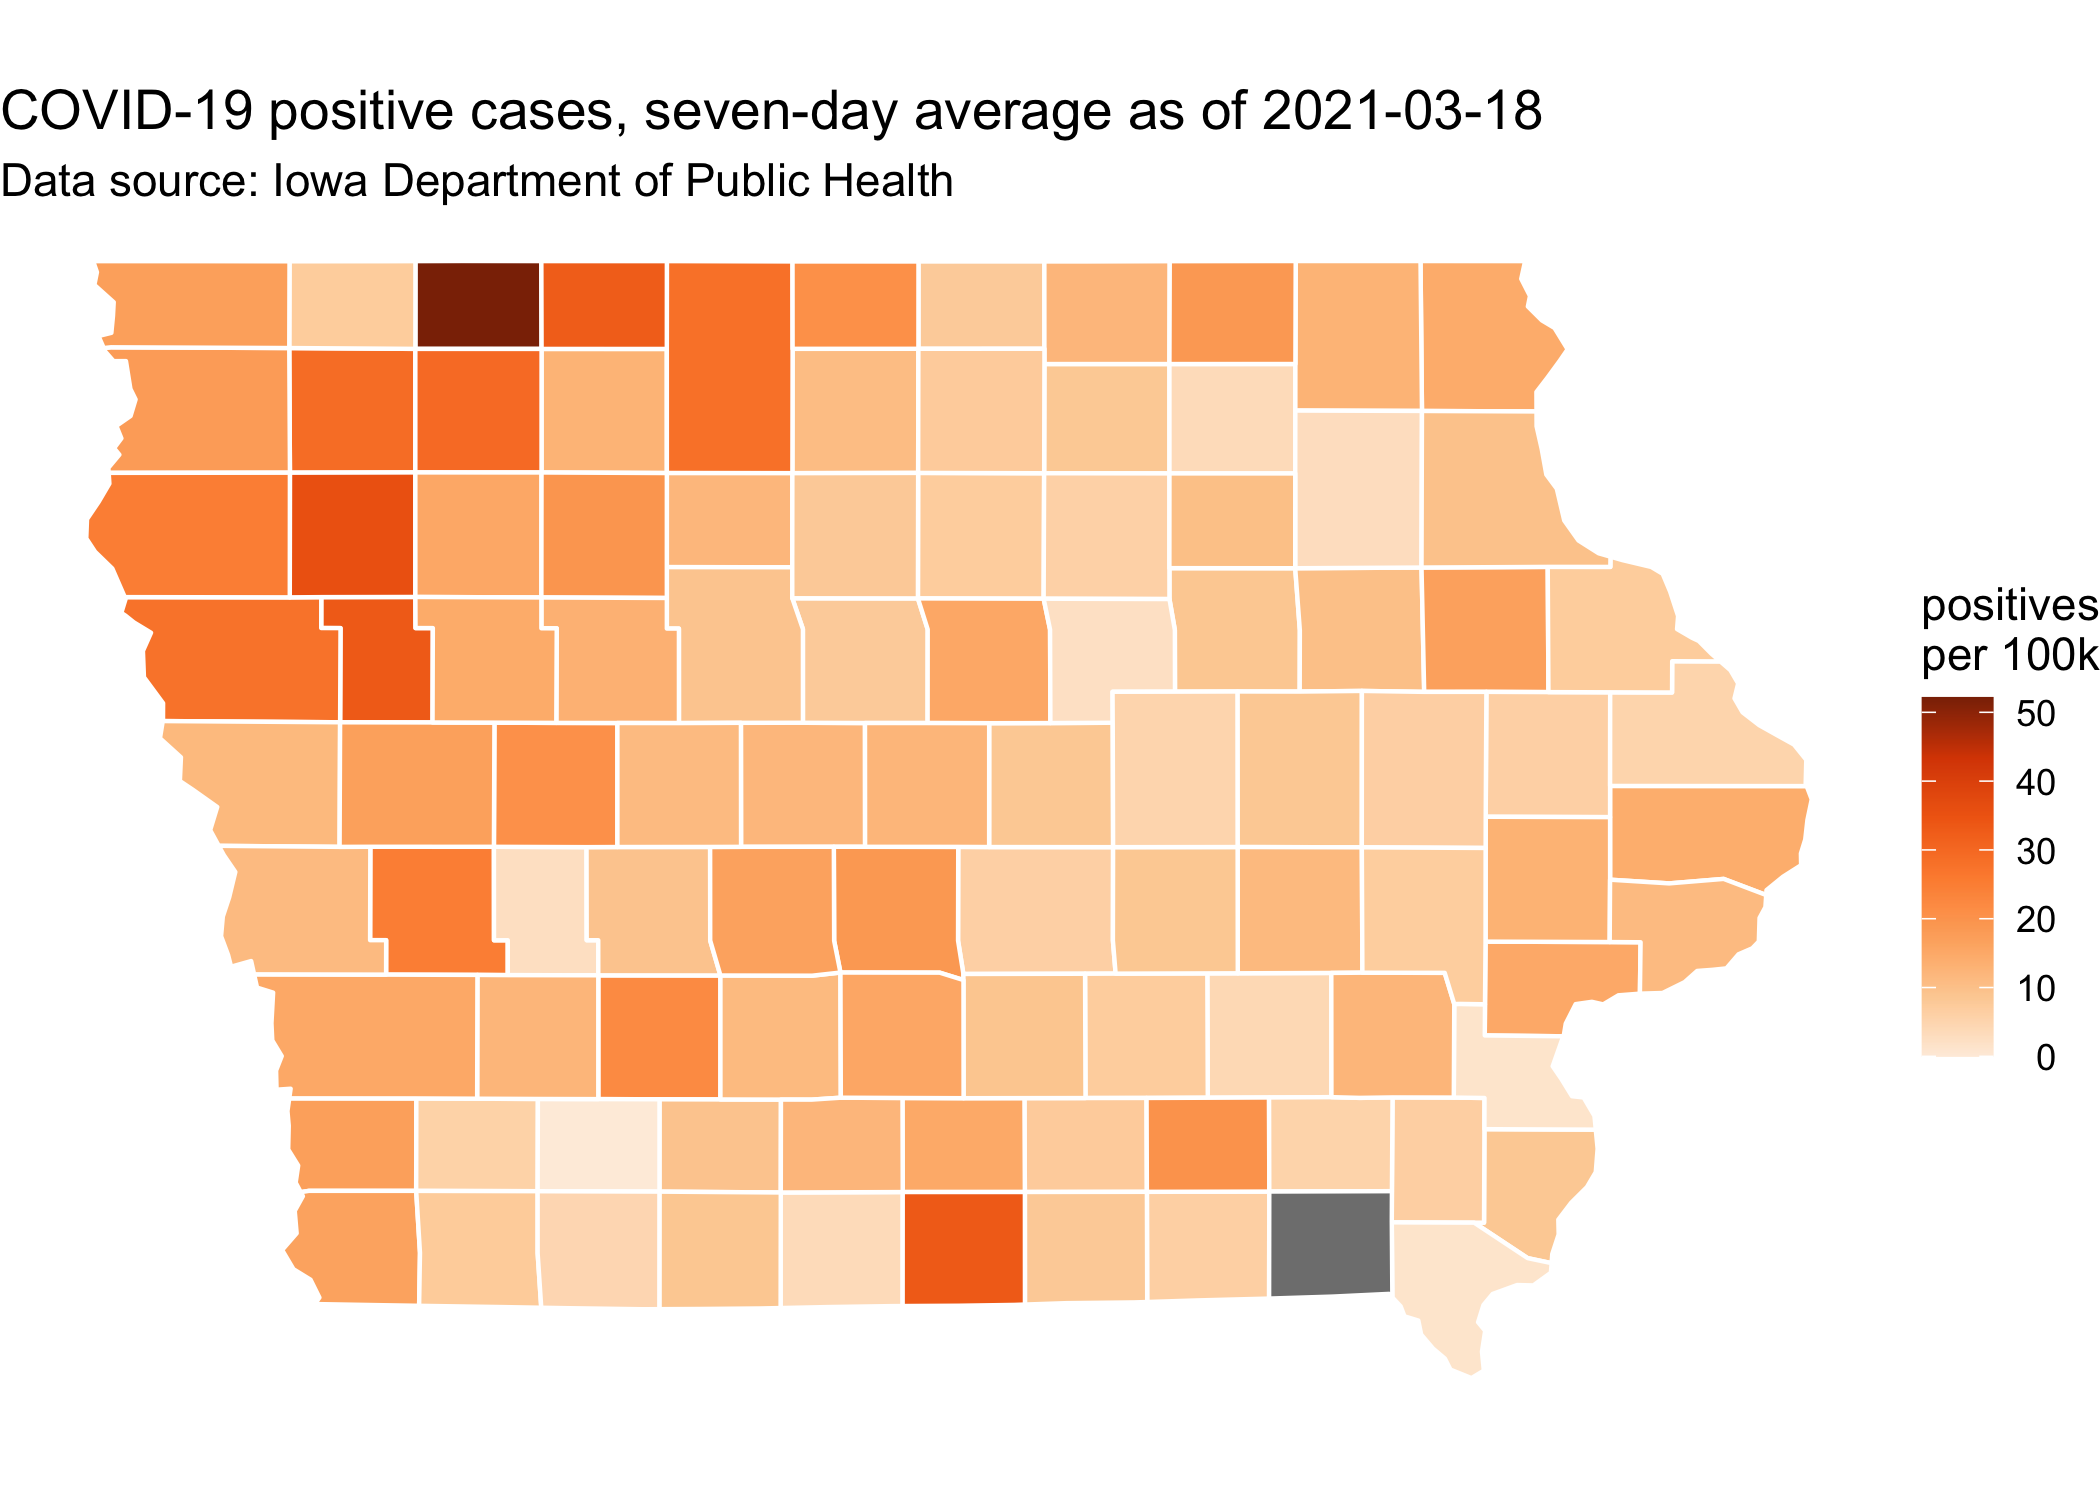 COVID-19 positive cases, seven-day average as of 2021-03-18
Data source: Iowa Department of Public Health
positives
per 100k
50
40
30
20
10
0